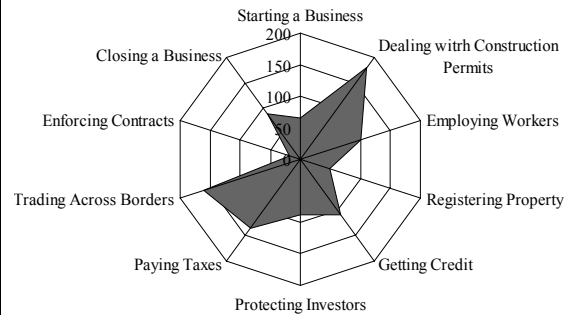 Starting a Business
200
Dealing witrh Construction
Permits
Closing a Business
150
100
Enforcing Contracts
Employing Workers
50
0
Trading Across Borders
Registering Property
Paying Taxes
Getting Credit
Protecting Investors